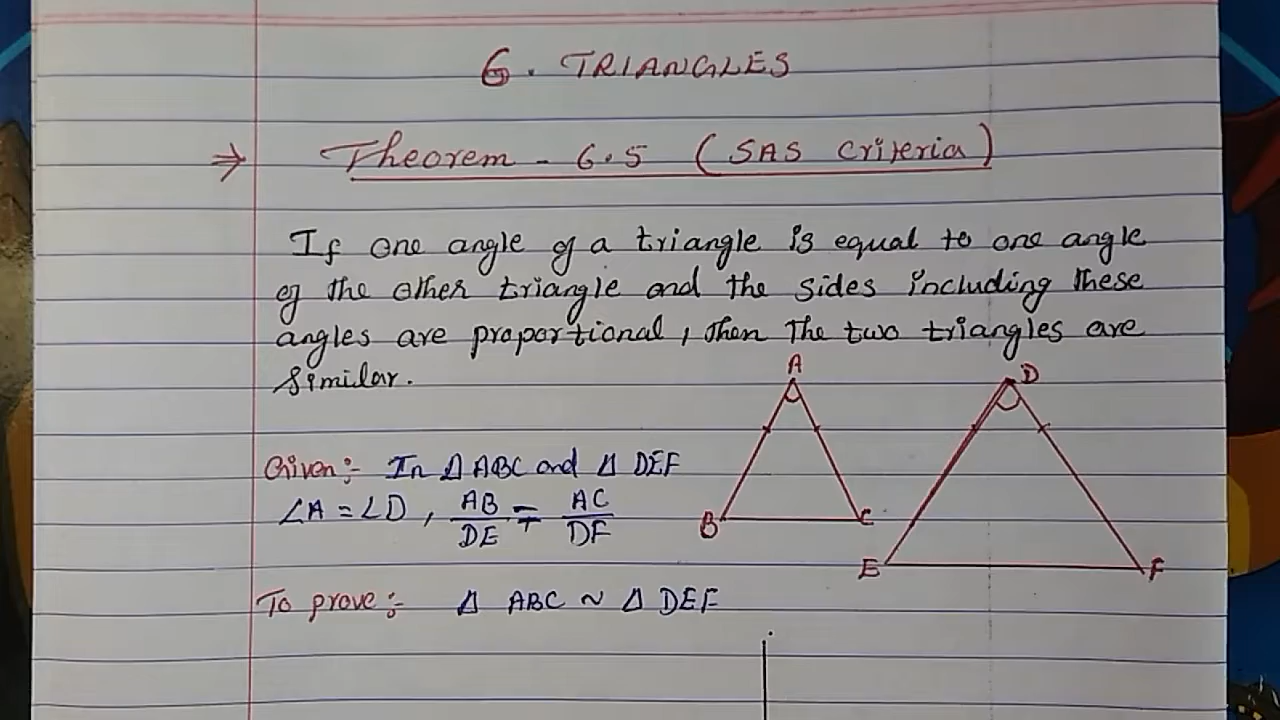 6. TRIANGLES
⇒ Theorem - 6.5 (SAS Criteria)
If one angle of a triangle is equal to one angle
of the other triangle and the sides including these
angles are proportional, then the two triangles are
similar.
A D
Given:- In Δ ABC and Δ DEF
∠A = ∠D, AB/DE = AC/DF
B C
E F
To prove:- Δ ABC ~ Δ DEF